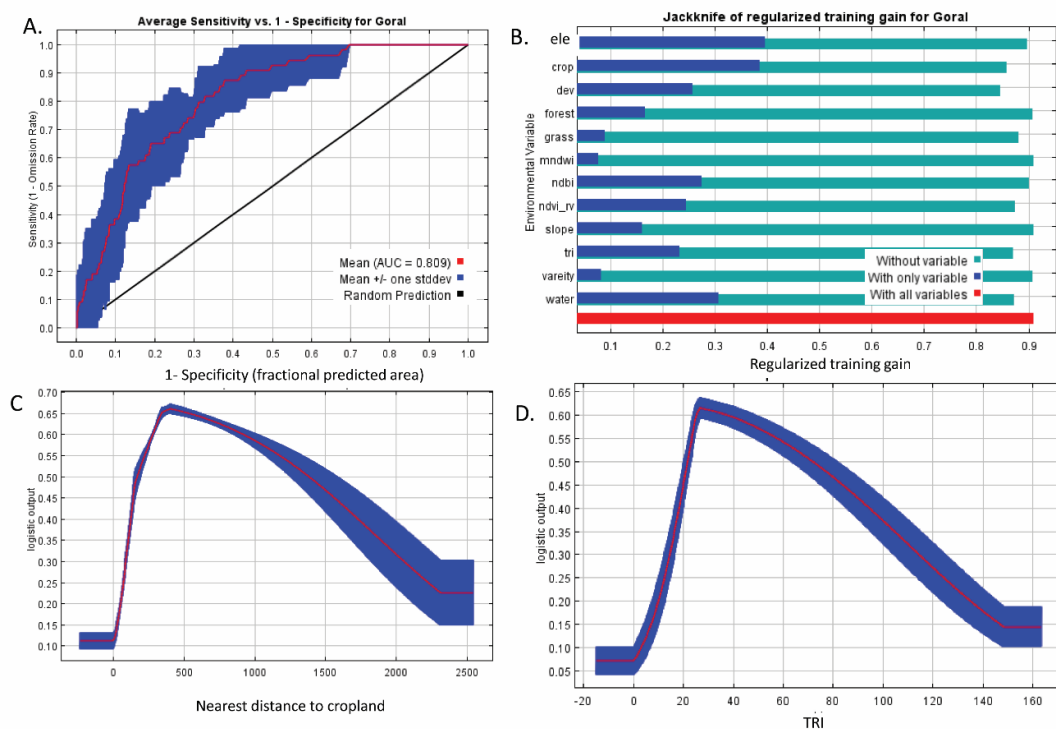 A.
Average Sensitivity vs. 1 - Specificity for Goral
Sensitivity (1 - Omission Rate)
1.0
0.9
0.8
0.7
0.6
0.5
0.4
0.3
0.2
0.1
0.0
Mean (AUC = 0.809)
Mean +/- one stddev
Random Prediction
0.0 0.1 0.2 0.3 0.4 0.5 0.6 0.7 0.8 0.9 1.0
1- Specificity (fractional predicted area)
B.
Jackknife of regularized training gain for Goral
Environmental Variable
ele
crop
dev
forest
grass
mndwi
ndbi
ndvi_rv
slope
tri
vareity
water
Without variable
With only variable
With all variables
0.1 0.2 0.3 0.4 0.5 0.6 0.7 0.8 0.9
Regularized training gain
C
logistic output
0.70
0.65
0.60
0.55
0.50
0.45
0.40
0.35
0.30
0.25
0.20
0.15
0.10
0 500 1000 1500 2000 2500
Nearest distance to cropland
D.
logistic output
0.65
0.60
0.55
0.50
0.45
0.40
0.35
0.30
0.25
0.20
0.15
0.10
0.05
-20 0 20 40 60 80 100 120 140 160
TRI